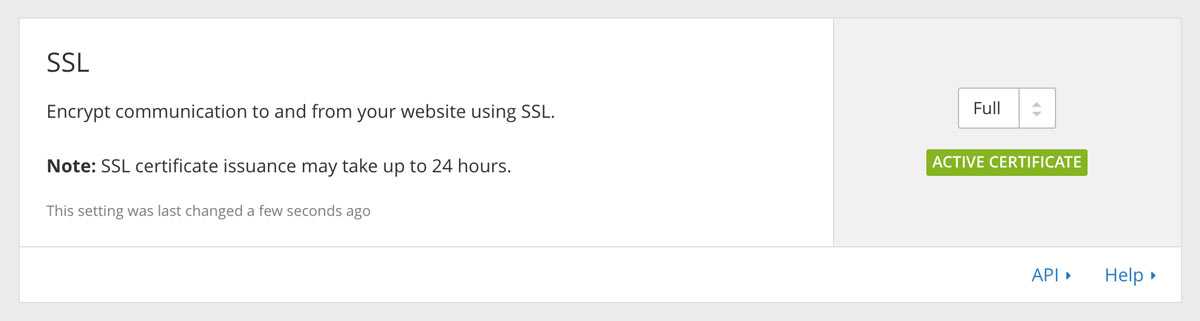 SSL
Encrypt communication to and from your website using SSL.
Note: SSL certificate issuance may take up to 24 hours.
This setting was last changed a few seconds ago
Full
ACTIVE CERTIFICATE
API
Help